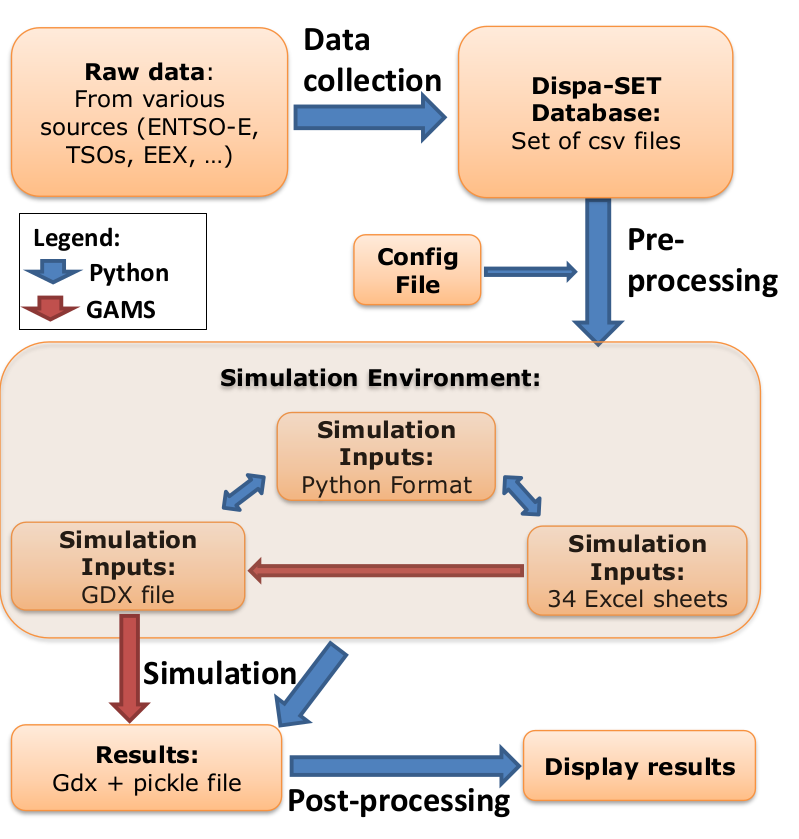 Raw data:
From various
sources (ENTSO-E,
TSOs, EEX, …)
Data
collection
Dispa-SET
Database:
Set of csv files
Legend:
Python
GAMS
Config
File
Pre-
processing
Simulation Environment:
Simulation
Inputs:
Python Format
Simulation
Inputs:
GDX file
Simulation
Inputs:
34 Excel sheets
Simulation
Results:
Gdx + pickle file
Post-processing
Display results